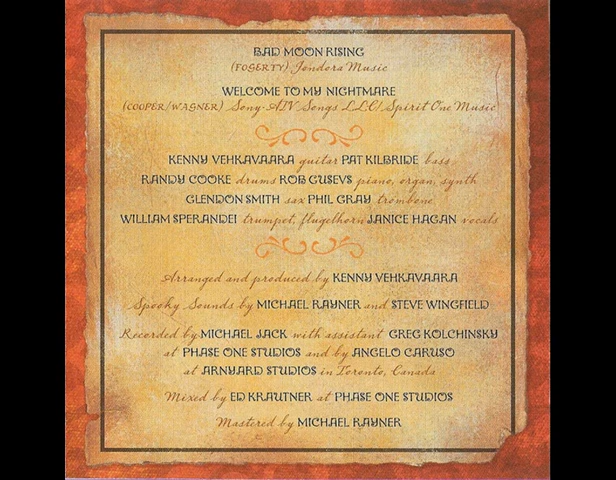 BAD MOON RISING
(FOGERTY) Jondora Music
WELCOME TO MY NIGHTMARE
(COOPER/WAGNER) Sony-ATV Songs LLC/Spirit One Music
KENNY VEHKAVAARA guitar PAT KILBRIDE bass,
RANDY COOKE drums ROB GUSEVS piano, organ, synth
GLENDON SMITH sax PHIL GRAY trombone
WILLIAM SPERANDEI trumpet, flugelhorn JANICE HAGAN vocals
Arranged and produced by KENNY VEHKAVAARA
Spooky Sounds by MICHAEL RAYNER and STEVE WINGFIELD
Recorded by MICHAEL JACK with assistant GREG KOLCHINSKY
at PHASE ONE STUDIOS and by ANGELO CARUSO
at ARNYARD STUDIOS in Toronto, Canada
Mixed by ED KRAUTNER at PHASE ONE STUDIOS
Mastered by MICHAEL RAYNER